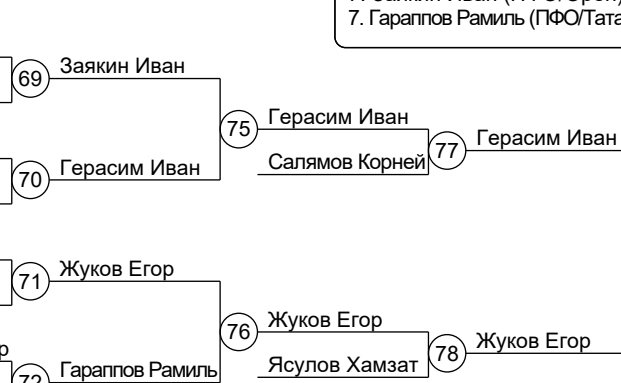 7. Гараппов Рамиль (ПФО/Тата
69 Заякин Иван
75 Герасим Иван
77 Герасим Иван
Салямов Корней
70 Герасим Иван
71 Жуков Егор
76 Жуков Егор
78 Жуков Егор
Ясулов Хамзат
72 Гараппов Рамиль